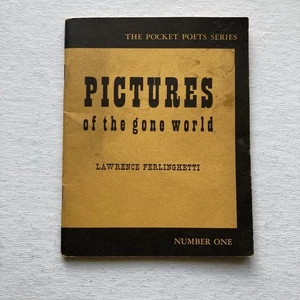 THE POCKET POETS SERIES
PICTURES
of the gone world
LAWRENCE FERLINGHETTI
NUMBER ONE